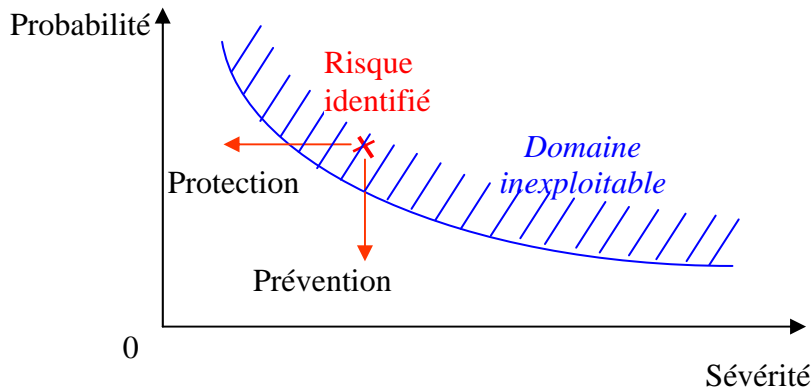 Probabilité
Risque
identifié
Domaine
inexploitable
Protection
Prévention
0
Sévérité